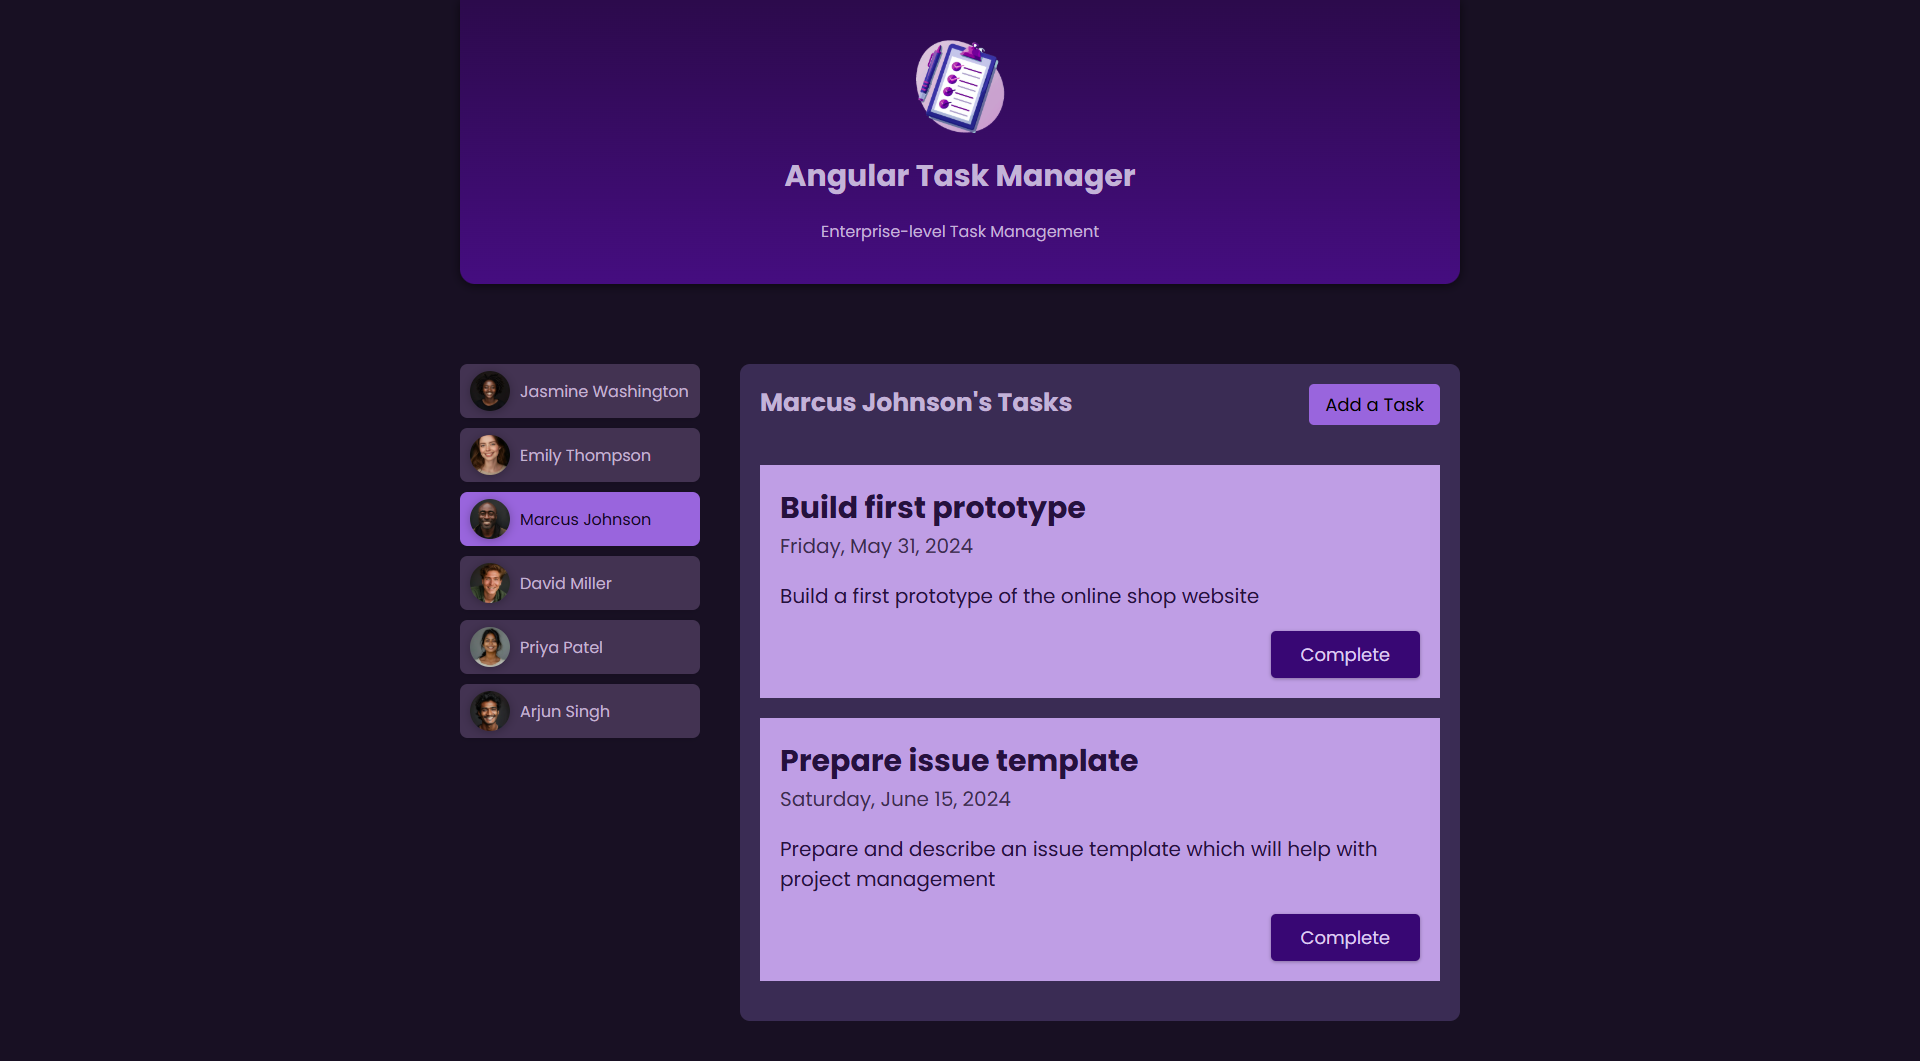 Angular Task Manager
Enterprise-level Task Management
Jasmine Washington
Emily Thompson
Marcus Johnson
David Miller
Priya Patel
Arjun Singh
Marcus Johnson's Tasks
Add a Task
Build first prototype
Friday, May 31, 2024
Build a first prototype of the online shop website
Complete
Prepare issue template
Saturday, June 15, 2024
Prepare and describe an issue template which will help with
project management
Complete